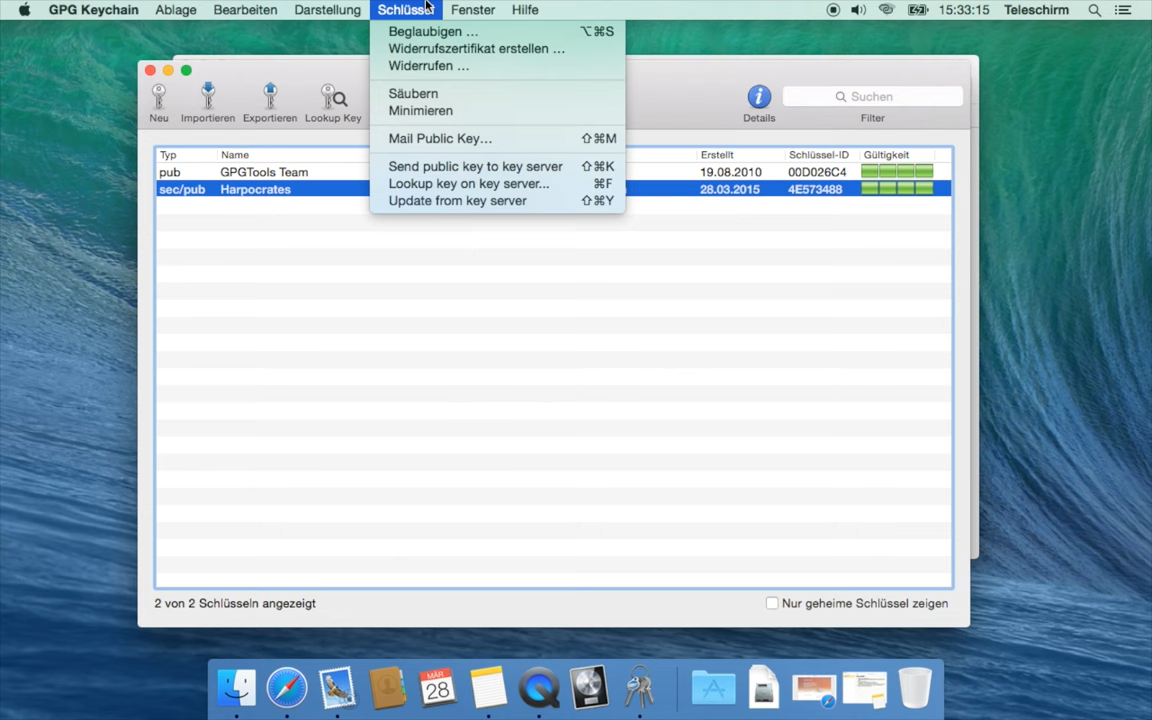 GPG Keychain Ablage Bearbeiten Darstellung Schlüssel Fenster Hilfe 15:33:15 Teleschirm
Beglaubigen ... ⌥⌘S
Widerrufszertifikat erstellen ...
Widerrufen ...
Säubern
Minimieren
Mail Public Key... ⇧⌘M
Send public key to key server ⇧⌘K
Lookup key on key server... ⌘F
Update from key server ⇧⌘Y
Suchen
Neu Importieren Exportieren Lookup Key Details Filter
Typ Name Erstellt Schlüssel-ID Gültigkeit
pub GPGTools Team 19.08.2010 00D026C4
sec/pub Harpocrates 28.03.2015 4E573488
2 von 2 Schlüsseln angezeigt Nur geheime Schlüssel zeigen
MÄR
28